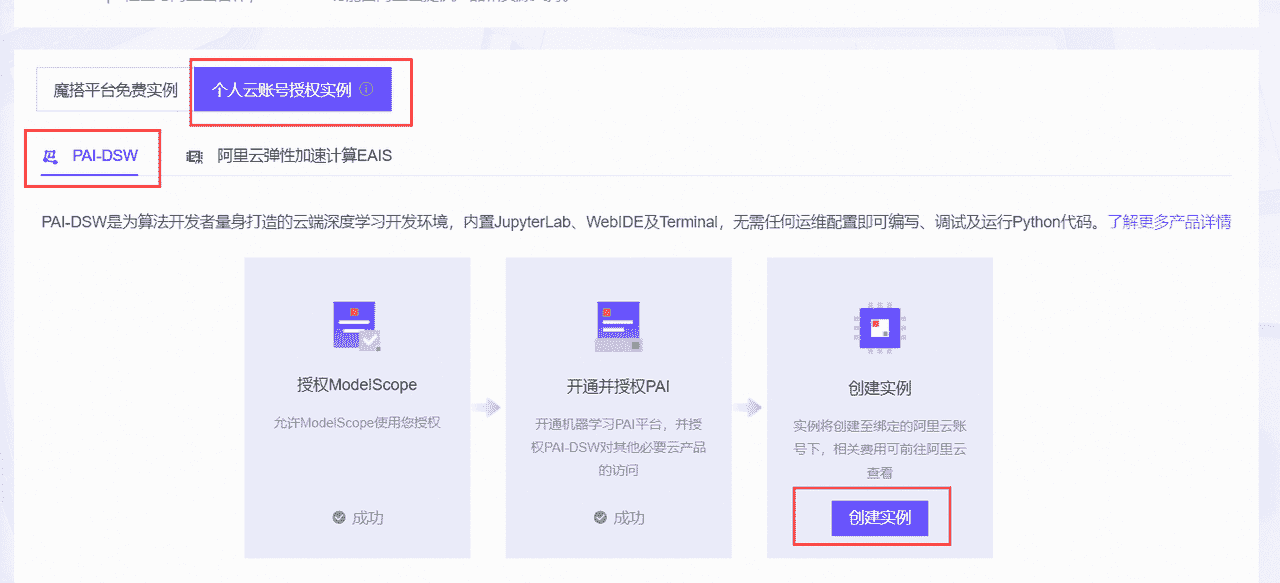 魔搭平台免费实例
个人云账号授权实例
PAI-DSW
阿里云弹性加速计算EAIS
PAI-DSW是为算法开发者量身打造的云端深度学习开发环境，内置JupyterLab、WebIDE及Terminal，无需任何运维配置即可编写、调试及运行Python代码。了解更多产品详情
授权ModelScope
允许ModelScope使用您授权
成功
开通并授权PAI
开通机器学习PAI平台，并授
权PAI-DSW对其他必要云产品
的访问
成功
创建实例
实例将创建至绑定的阿里云账
号下，相关费用可前往阿里云
查看
创建实例